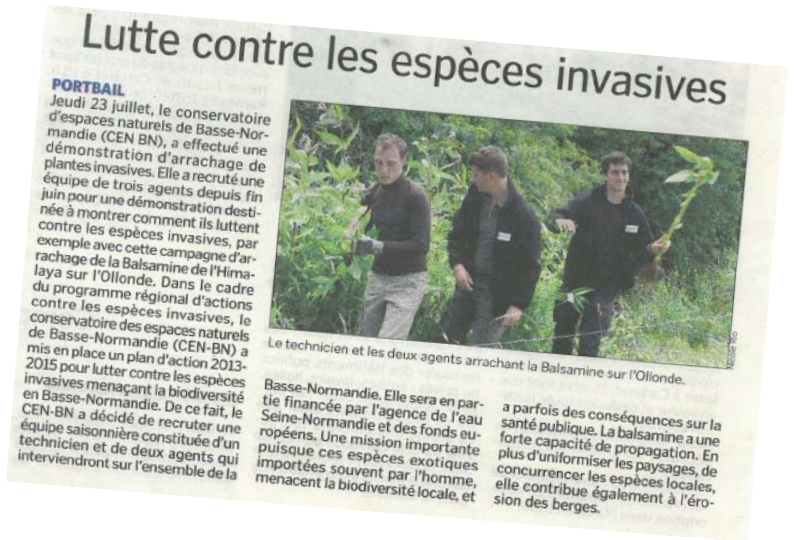 Lutte contre les espèces invasives
PORTBAIL
Jeudi 23 juillet, le conservatoire
d'espaces naturels de Basse-Nor-
mandie (CEN BN), a effectué une
démonstration d'arrachage de
plantes invasives. Elle a recruté une
équipe de trois agents depuis fin
juin pour une démonstration desti-
née à montrer comment ils luttent
contre les espèces invasives, par
exemple avec cette campagne d'ar-
rachage de la Balsamine de l'Hima-
laya sur l'Ollonde. Dans le cadre
du programme régional d'actions
contre les espèces invasives, le
conservatoire des espaces naturels
de Basse-Normandie (CEN-BN) a
mis en place un plan d'action 2013-
2015 pour lutter contre les espèces
invasives menaçant la biodiversité
en Basse-Normandie. De ce fait, le
CEN-BN a décidé de recruter une
équipe saisonnière constituée d'un
technicien et de deux agents qui
interviendront sur l'ensemble de la
Nicole Rio
Le technicien et les deux agents arrachant la Balsamine sur l'Ollonde.
Basse-Normandie. Elle sera en par-
tie financée par l'agence de l'eau
Seine-Normandie et des fonds eu-
ropéens. Une mission importante
puisque ces espèces exotiques
importées souvent par l'homme,
menacent la biodiversité locale, et
a parfois des conséquences sur la
santé publique. La balsamine a une
forte capacité de propagation. En
plus d'uniformiser les paysages, de
concurrencer les espèces locales,
elle contribue également à l'éro-
sion des berges.